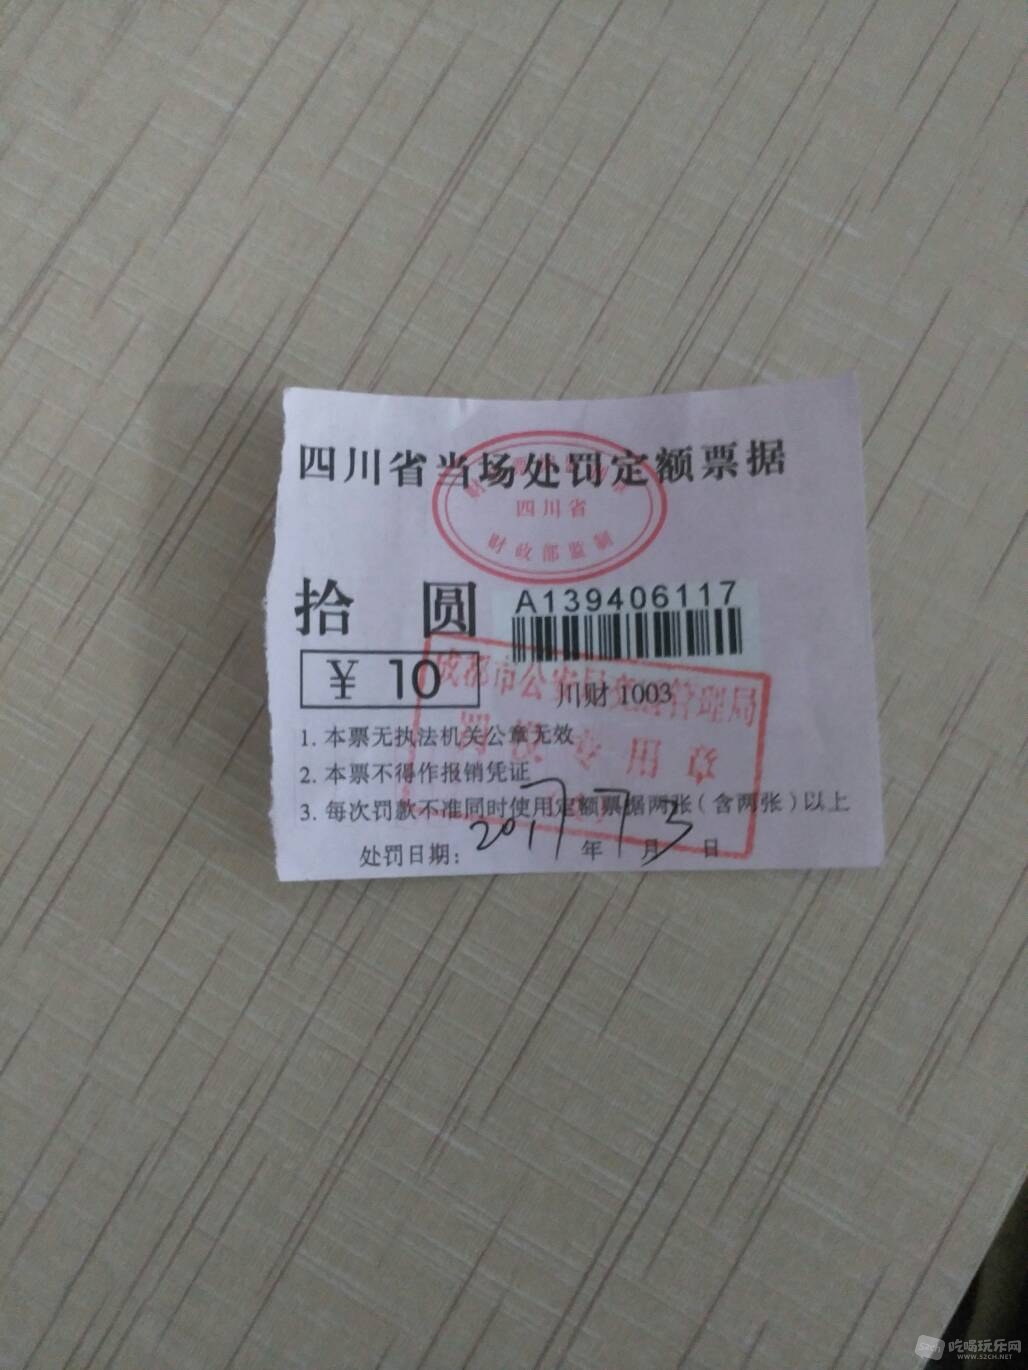 四川省当场处罚定额票据
四川省
财政部监制
拾 圆
A139406117
¥ 10
川财 1003
成都市公安局交通管理局
罚款专用章
1. 本票无执法机关公章无效
2. 本票不得作报销凭证
3. 每次罚款不准同时使用定额票据两张（含两张）以上
处罚日期： 2017 年 7 月 3 日
吃喝玩乐网
WWW.52CH.NET